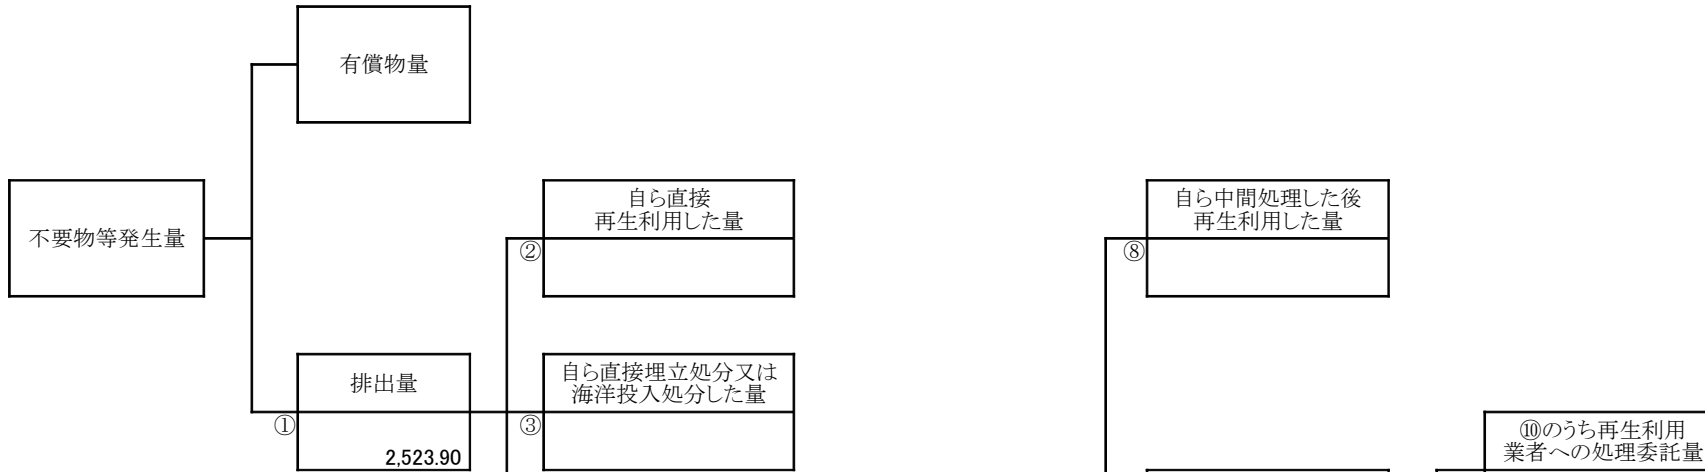 有償物量
不要物等発生量
自ら直接
再生利用した量
②
自ら中間処理した後
再生利用した量
⑧
排出量
①
2,523.90
自ら直接埋立処分又は
海洋投入処分した量
③
⑩のうち再生利用
業者への処理委託量